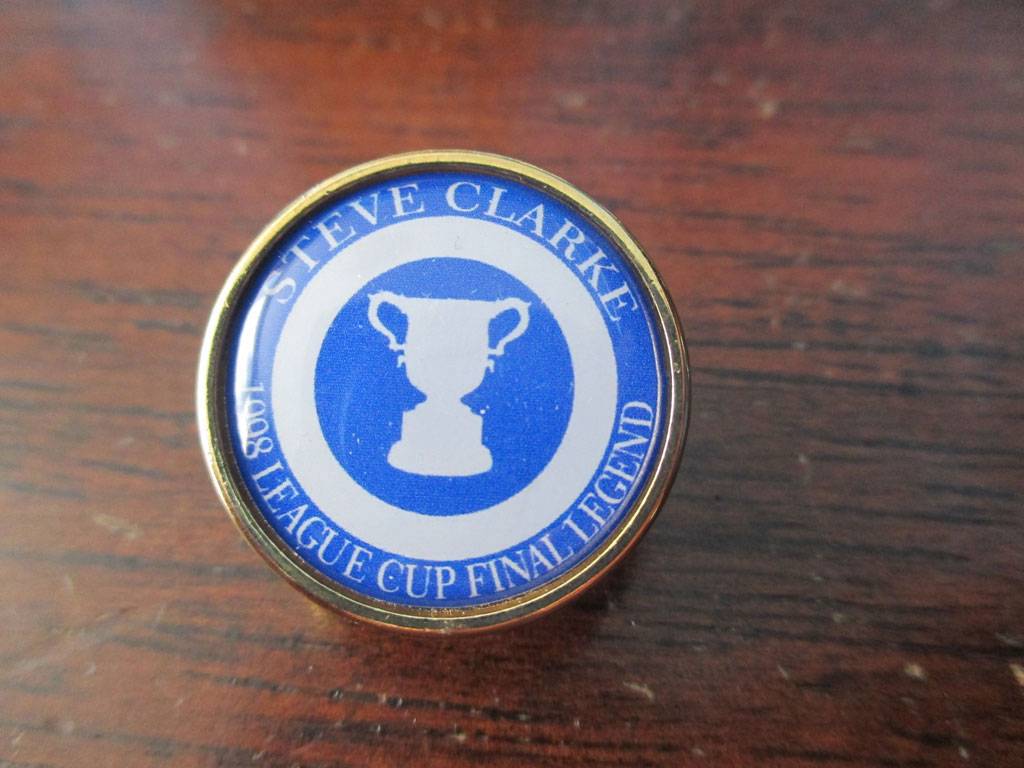 STEVE CLARKE
1998 LEAGUE CUP FINAL LEGEND